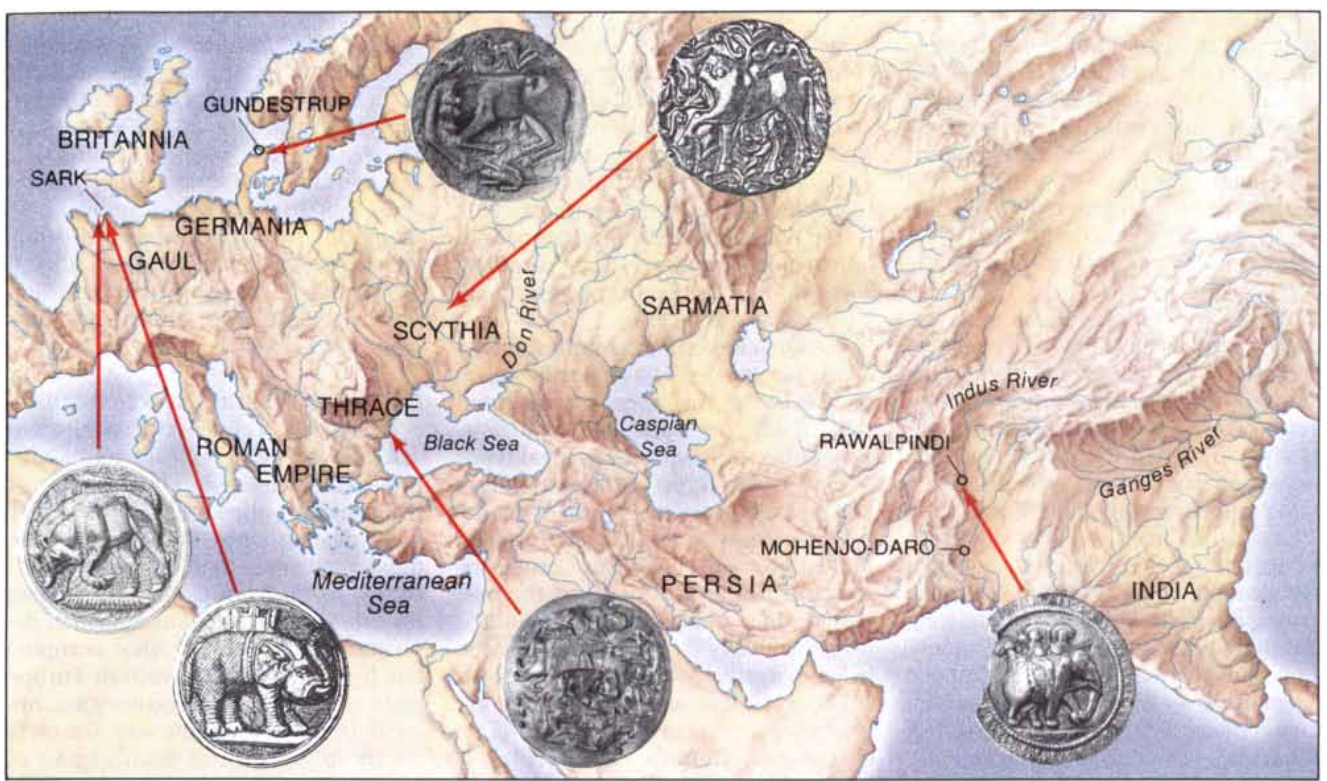 GUNDESTRUP
BRITANNIA
SARK
GERMANIA
GAUL
SCYTHIA
Don River
SARMATIA
THRACE
Black Sea
Caspian
Sea
ROMAN
EMPIRE
Mediterranean
Sea
PERSIA
Indus River
RAWALPINDI
Ganges River
MOHENJO-DARO
INDIA